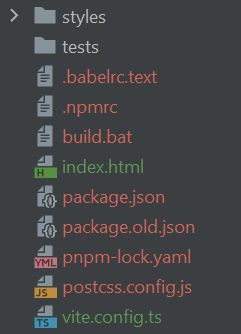 styles
tests
.babelrc.text
.npmrc
build.bat
index.html
package.json
package.old.json
pnpm-lock.yaml
postcss.config.js
vite.config.ts